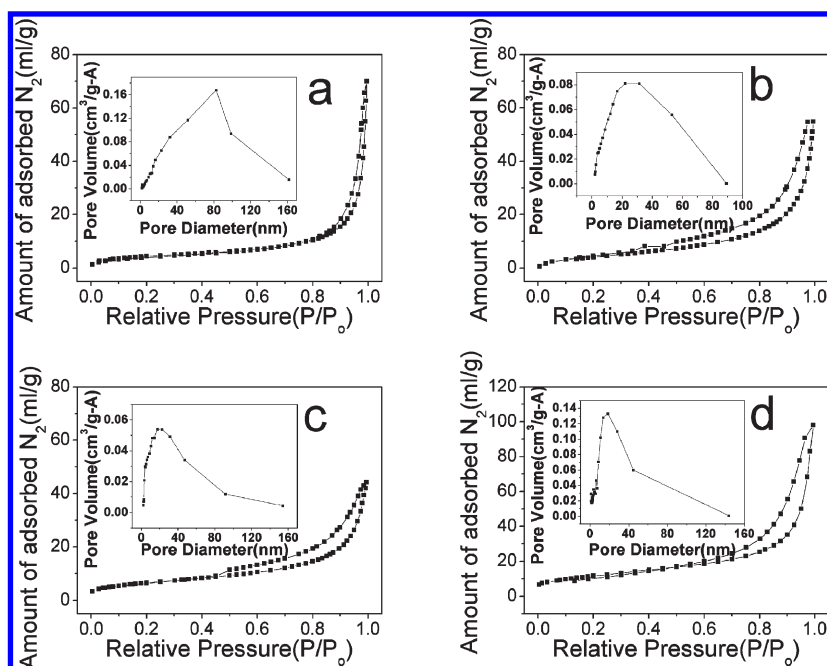 a
Amount of adsorbed N2(ml/g)
80
60
40
20
0
0.0 0.2 0.4 0.6 0.8 1.0
Relative Pressure(P/Po)
Pore Volume(cm3/g-A)
0.16
0.12
0.08
0.04
0.00
0 40 80 120 160
Pore Diameter(nm)
b
Amount of adsorbed N2(ml/g)
80
60
40
20
0
0.0 0.2 0.4 0.6 0.8 1.0
Relative Pressure(P/Po)
Pore Volume(cm3/g-A)
0.08
0.06
0.04
0.02
0.00
0 20 40 60 80 100
Pore Diameter(nm)
c
Amount of adsorbed N2(ml/g)
80
60
40
20
0
0.0 0.2 0.4 0.6 0.8 1.0
Relative Pressure(P/Po)
Pore Volume(cm3/g-A)
0.06
0.04
0.02
0.00
0 40 80 120 160
Pore Diameter(nm)
d
Amount of adsorbed N2(ml/g)
120
100
80
60
40
20
0
0.0 0.2 0.4 0.6 0.8 1.0
Relative Pressure(P/Po)
Pore Volume(cm3/g-A)
0.14
0.12
0.10
0.08
0.06
0.04
0.02
0.00
0 40 80 120 160
Pore Diameter(nm)